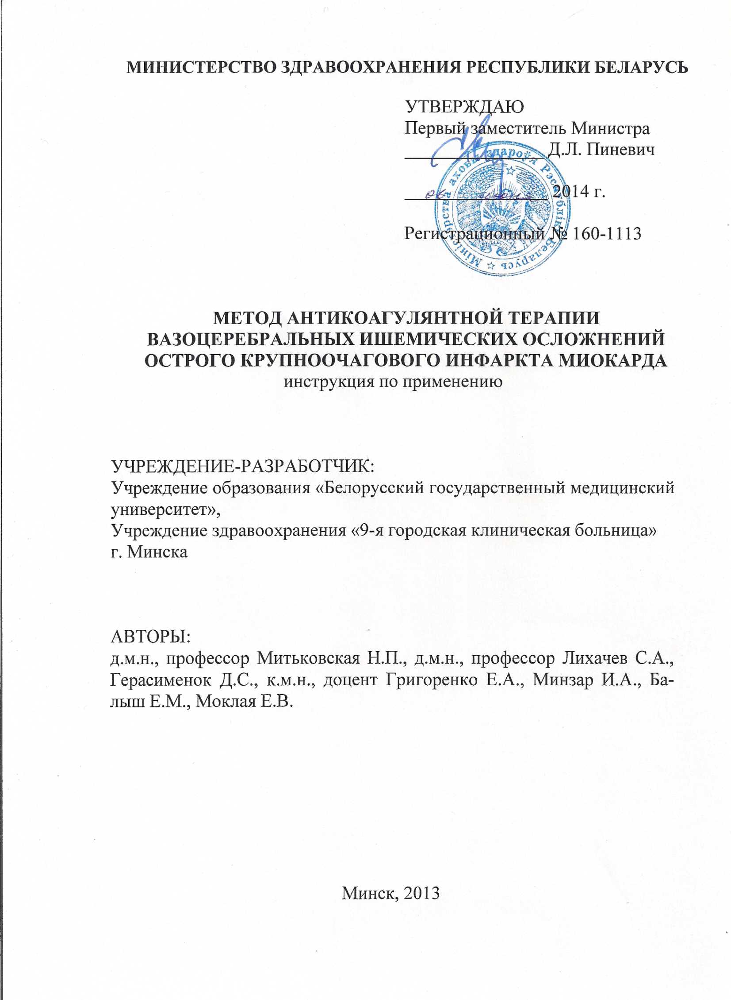 МИНИСТЕРСТВО ЗДРАВООХРАНЕНИЯ РЕСПУБЛИКИ БЕЛАРУСЬ
УТВЕРЖДАЮ
Первый заместитель Министра
Д.Л. Пиневич
06 2014 г.
Регистрационный № 160-1113
Міністэрства аховы здароўя Рэспублікі Беларусь
МЕТОД АНТИКОАГУЛЯНТНОЙ ТЕРАПИИ
ВАЗОЦЕРЕБРАЛЬНЫХ ИШЕМИЧЕСКИХ ОСЛОЖНЕНИЙ
ОСТРОГО КРУПНООЧАГОВОГО ИНФАРКТА МИОКАРДА
инструкция по применению
УЧРЕЖДЕНИЕ-РАЗРАБОТЧИК:
Учреждение образования «Белорусский государственный медицинский
университет»,
Учреждение здравоохранения «9-я городская клиническая больница»
г. Минска
АВТОРЫ:
д.м.н., профессор Митьковская Н.П., д.м.н., профессор Лихачев С.А.,
Герасименок Д.С., к.м.н., доцент Григоренко Е.А., Минзар И.А., Ба-
лыш Е.М., Моклая Е.В.
Минск, 2013